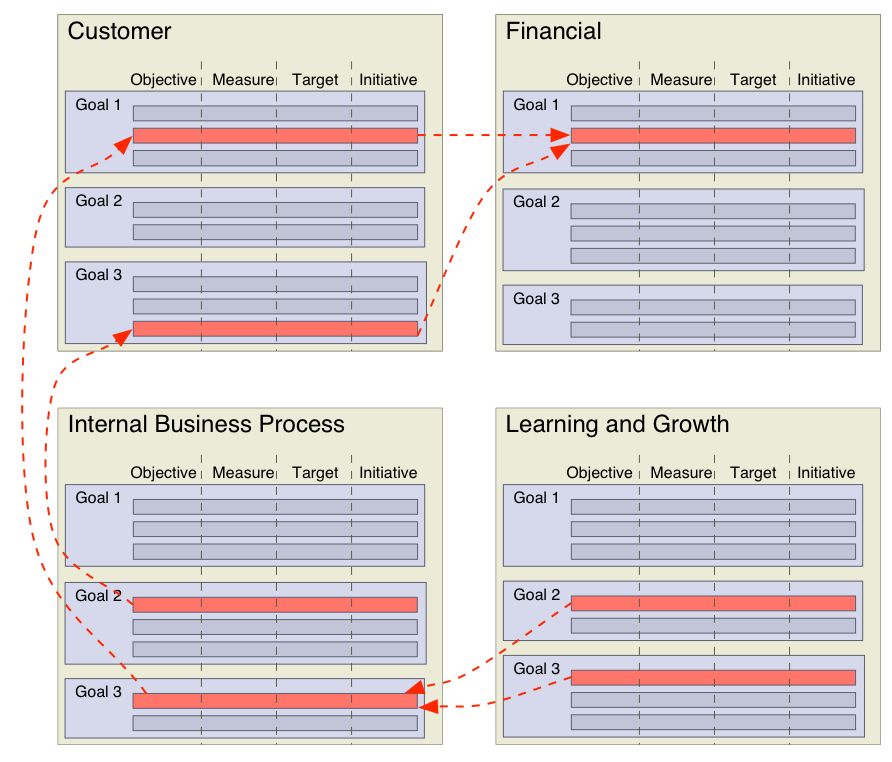 Customer
Objective Measure Target Initiative
Goal 1
Goal 2
Goal 3
Financial
Objective Measure Target Initiative
Goal 1
Goal 2
Goal 3
Internal Business Process
Objective Measure Target Initiative
Goal 1
Goal 2
Goal 3
Learning and Growth
Objective Measure Target Initiative
Goal 1
Goal 2
Goal 3